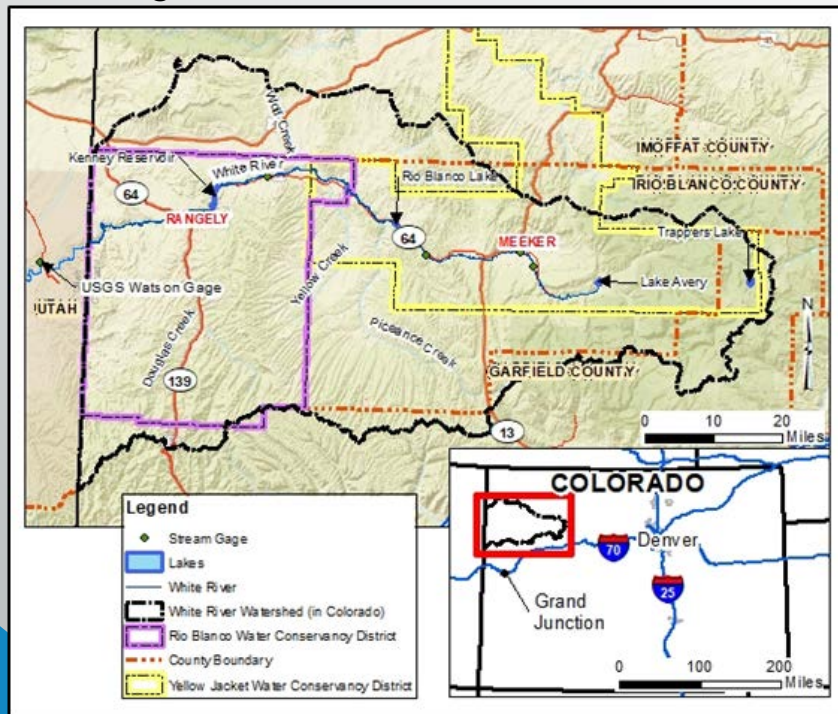 Wolf Creek
IMOFFAT COUNTY
Kenney Reservoir
White River
Rio Blanco Lake
IRIO BLANCO COUNTY
64
RANGELY
64
MEEKER
Trappers Lake
USGS Watson Gage
UTAH
Yellow Creek
Lake Avery
Douglas Creek
Piceance Creek
N
139
GARFIELD COUNTY
13
0 10 20
Miles
Legend
Stream Gage
Lakes
White River
White River Watershed (in Colorado)
Rio Blanco Water Conservancy District
County Boundary
Yellow Jacket Water Conservancy District
COLORADO
70
Denver
25
Grand
Junction
0 100 200
Miles